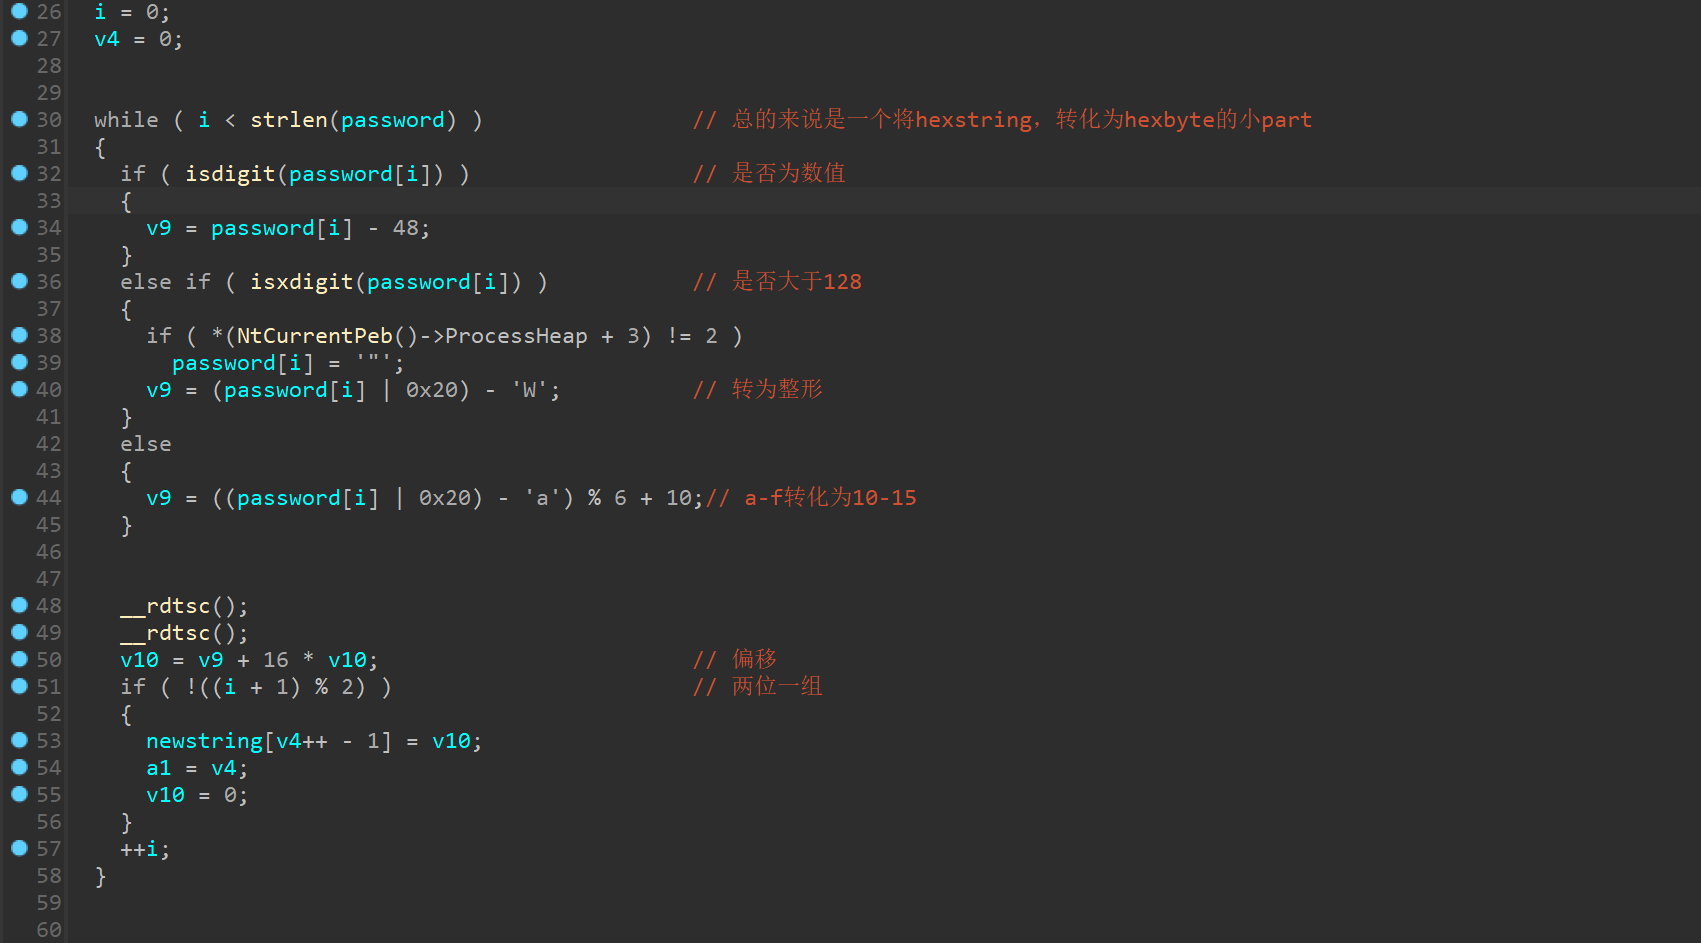 26 i = 0;
27 v4 = 0;
28
29
30 while ( i < strlen(password) ) // 总的来说是一个将hexstring，转化为hexbyte的小part
31 {
32 if ( isdigit(password[i]) ) // 是否为数值
33 {
34 v9 = password[i] - 48;
35 }
36 else if ( isxdigit(password[i]) ) // 是否大于128
37 {
38 if ( *(NtCurrentPeb()->ProcessHeap + 3) != 2 )
39 password[i] = '"';
40 v9 = (password[i] | 0x20) - 'W'; // 转为整形
41 }
42 else
43 {
44 v9 = ((password[i] | 0x20) - 'a') % 6 + 10;// a-f转化为10-15
45 }
46
47
48 __rdtsc();
49 __rdtsc();
50 v10 = v9 + 16 * v10; // 偏移
51 if ( !((i + 1) % 2) ) // 两位一组
52 {
53 newstring[v4++ - 1] = v10;
54 a1 = v4;
55 v10 = 0;
56 }
57 ++i;
58 }
59
60